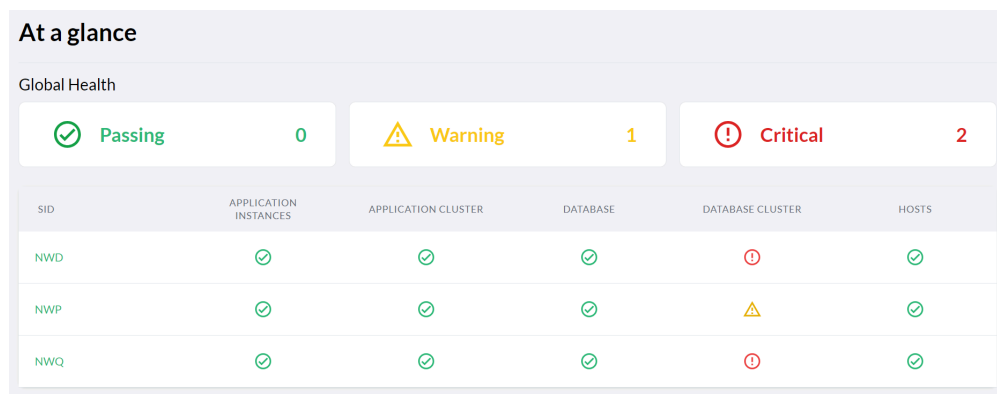 At a glance
Global Health
Passing 0
Warning 1
Critical 2
SID APPLICATION INSTANCES APPLICATION CLUSTER DATABASE DATABASE CLUSTER HOSTS
NWD
NWP
NWQ